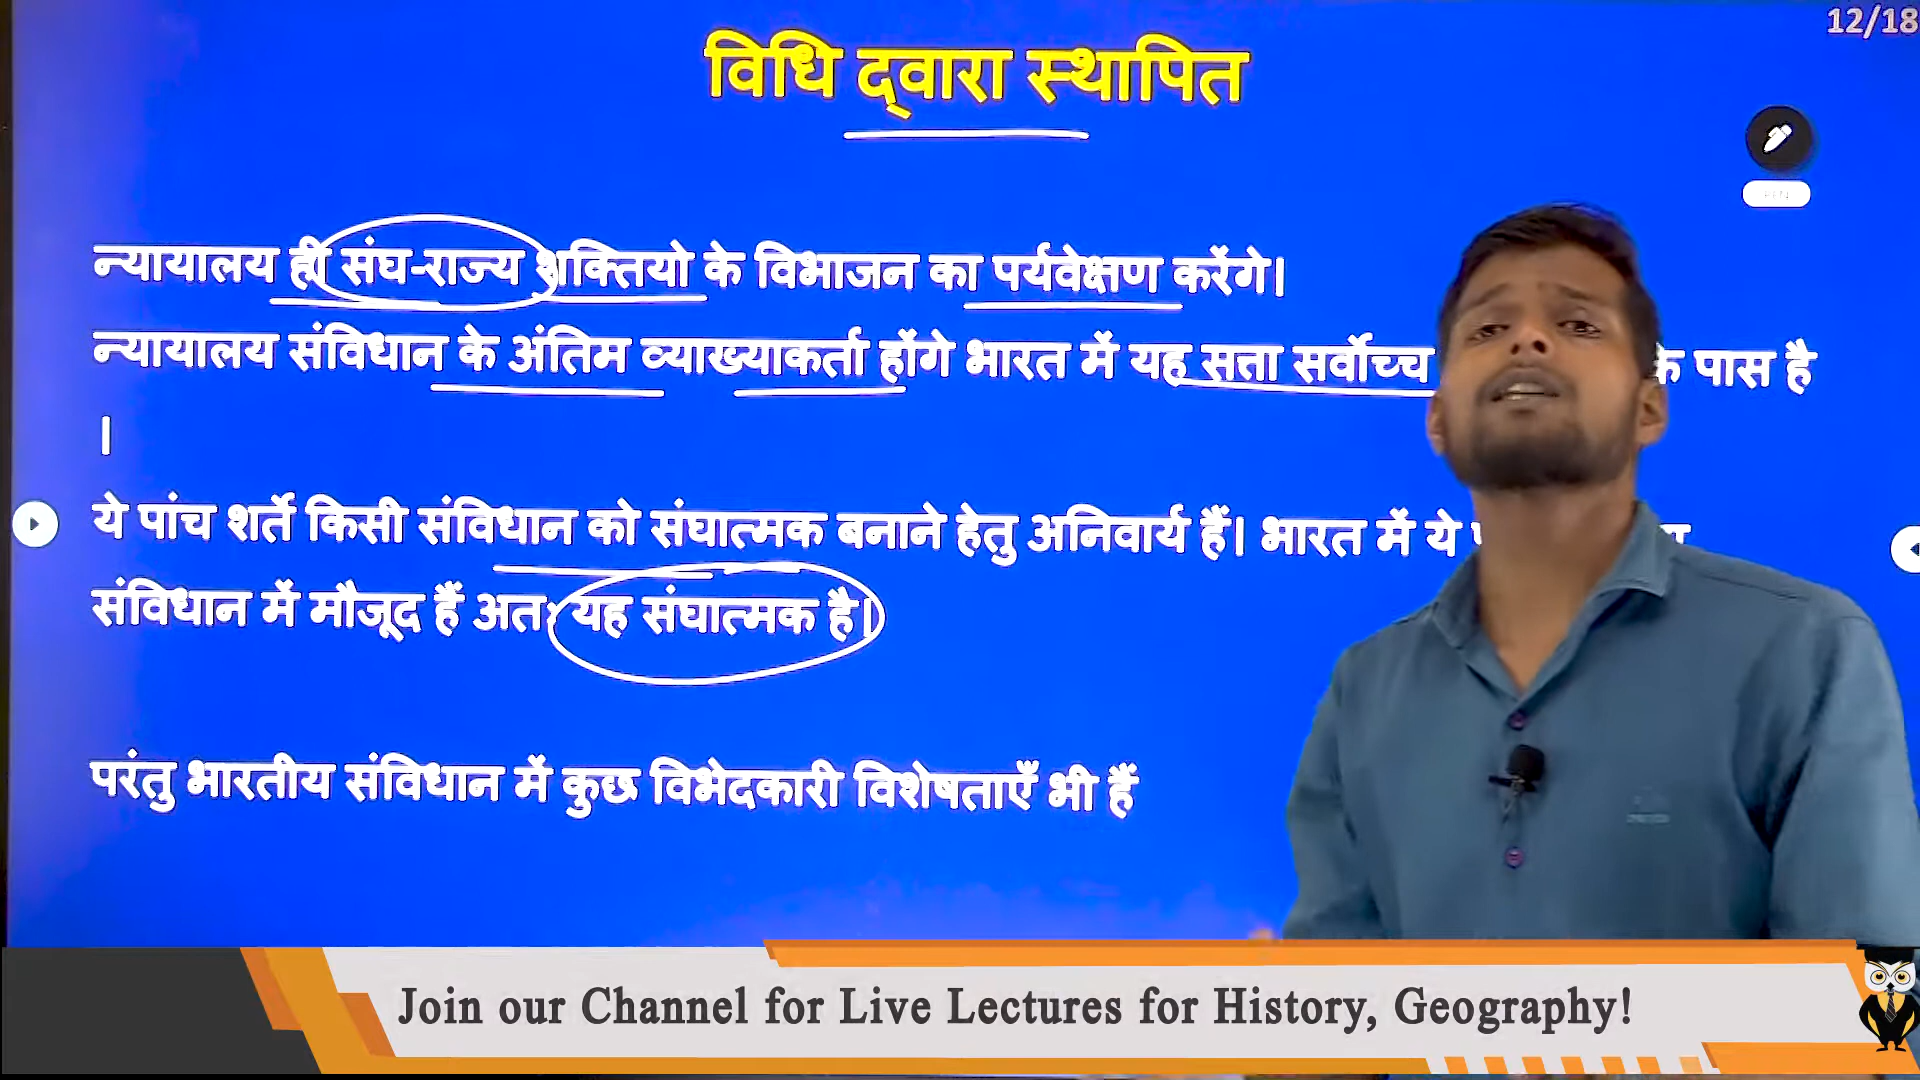 12/18
विधि द्वारा स्थापित
न्यायालय ही संघ-राज्य शक्तियो के विभाजन का पर्यवेक्षण करेंगे।
न्यायालय संविधान के अंतिम व्याख्याकर्ता होंगे भारत में यह सत्ता सर्वोच्च के पास है
।
ये पांच शर्ते किसी संविधान को संघात्मक बनाने हेतु अनिवार्य हैं। भारत में ये
संविधान में मौजूद हैं अतः यह संघात्मक है।
परंतु भारतीय संविधान में कुछ विभेदकारी विशेषताएँ भी हैं
Join our Channel for Live Lectures for History, Geography!